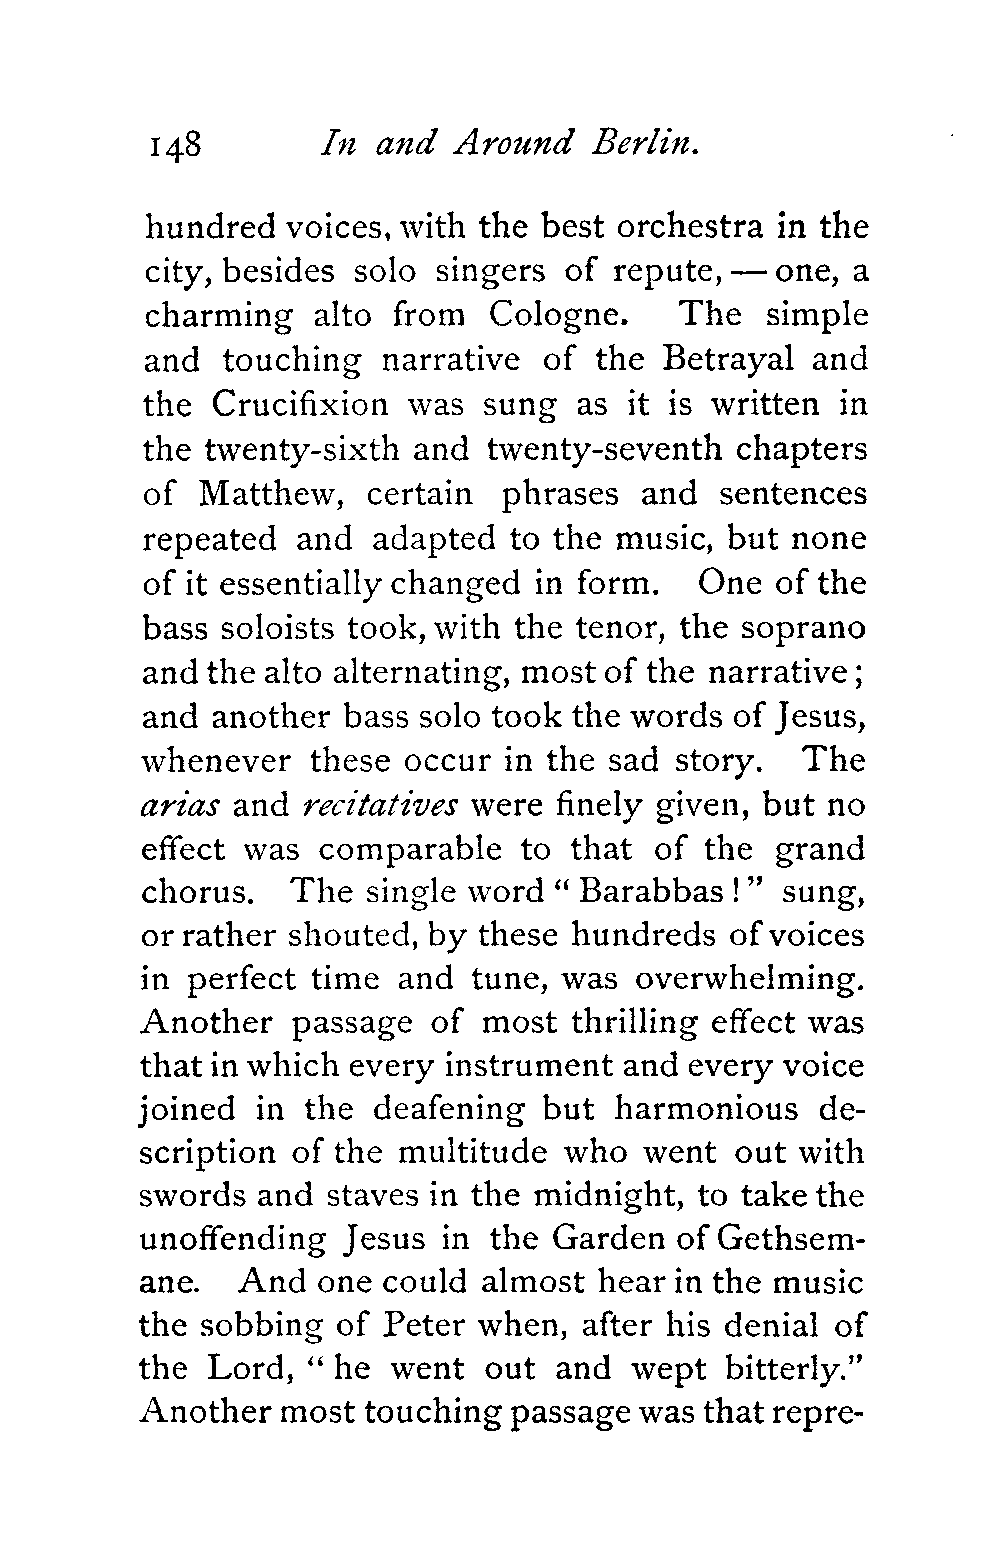 148 In and Around Berlin.
hundred voices, with the best orchestra in the
city, besides solo singers of repute, — one, a
charming alto from Cologne. The simple
and touching narrative of the Betrayal and
the Crucifixion was sung as it is written in
the twenty-sixth and twenty-seventh chapters
of Matthew, certain phrases and sentences
repeated and adapted to the music, but none
of it essentially changed in form. One of the
bass soloists took, with the tenor, the soprano
and the alto alternating, most of the narrative;
and another bass solo took the words of Jesus,
whenever these occur in the sad story. The
arias and recitatives were finely given, but no
effect was comparable to that of the grand
chorus. The single word "Barabbas!" sung,
or rather shouted, by these hundreds of voices
in perfect time and tune, was overwhelming.
Another passage of most thrilling effect was
that in which every instrument and every voice
joined in the deafening but harmonious de-
scription of the multitude who went out with
swords and staves in the midnight, to take the
unoffending Jesus in the Garden of Gethsem-
ane. And one could almost hear in the music
the sobbing of Peter when, after his denial of
the Lord, "he went out and wept bitterly."
Another most touching passage was that repre-